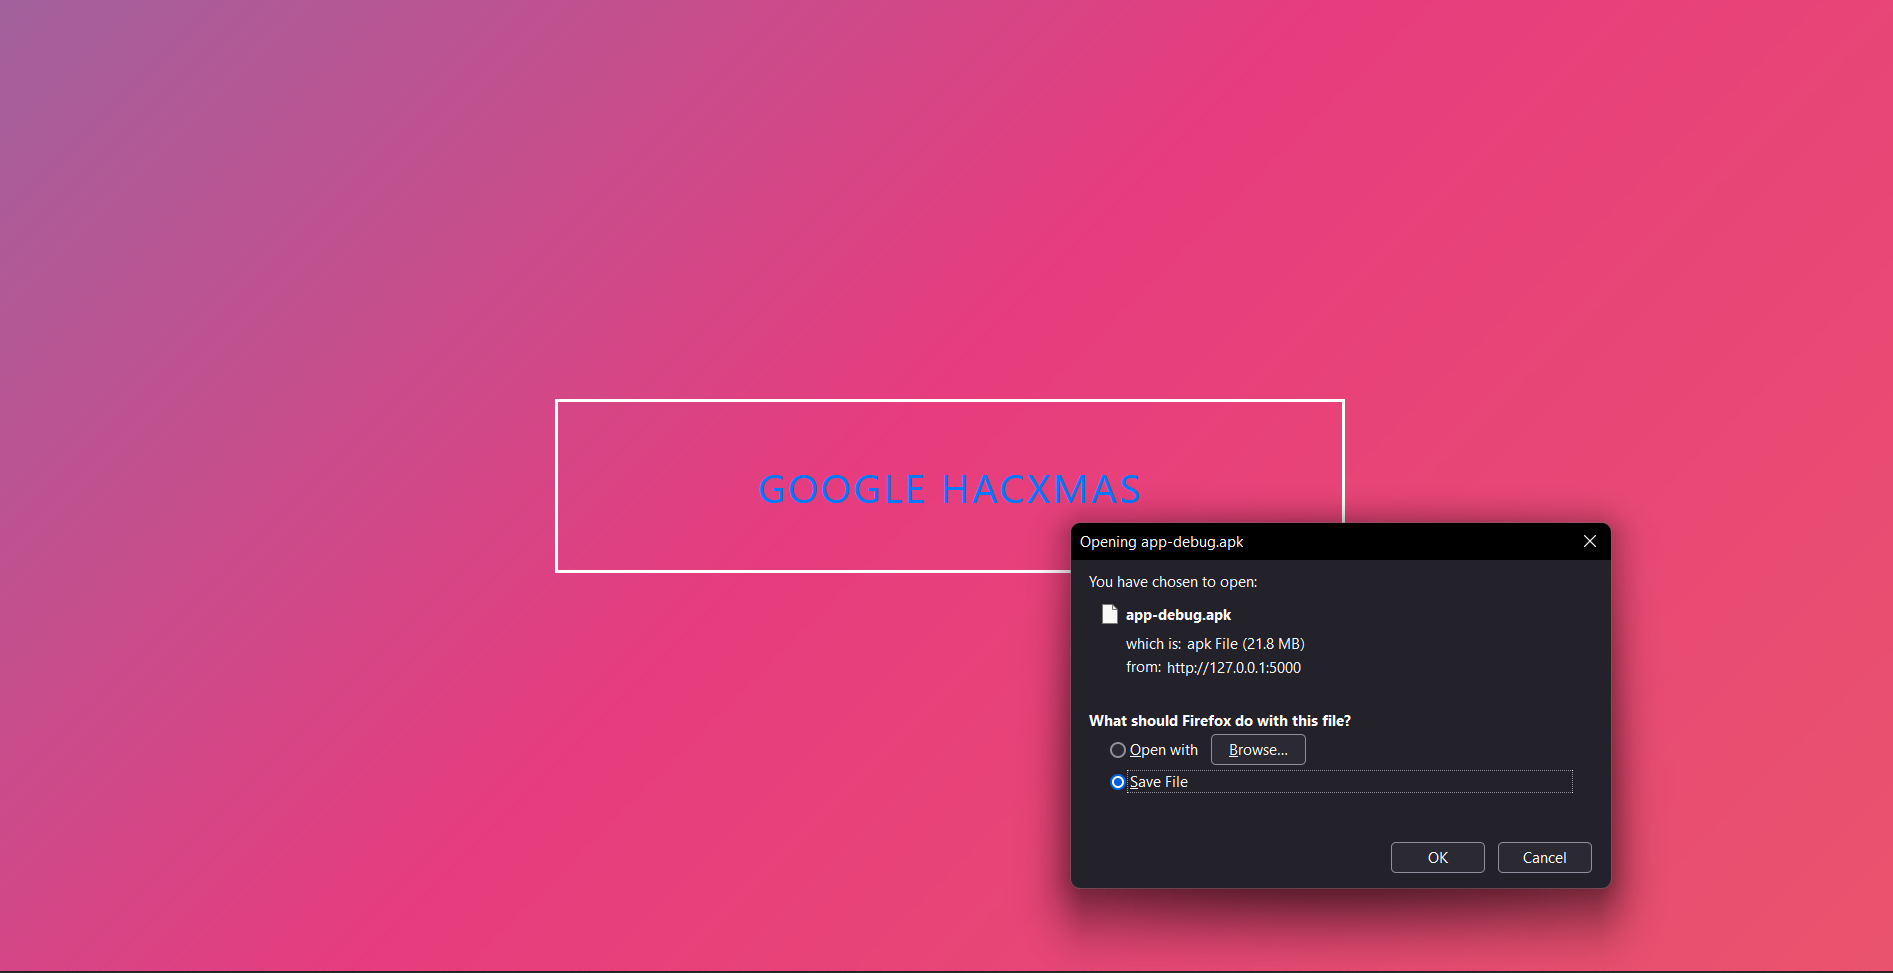 GOOGLE HACXMAS
Opening app-debug.apk
You have chosen to open:
app-debug.apk
which is: apk File (21.8 MB)
from: http://127.0.0.1:5000
What should Firefox do with this file?
Open with Browse...
Save File
OK Cancel